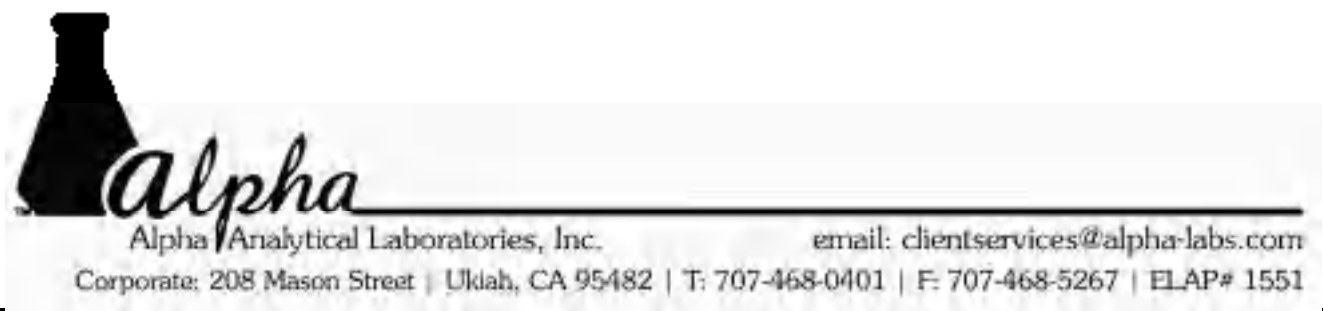 alpha
Alpha Analytical Laboratories, Inc. email: clientservices@alpha-labs.com
Corporate: 208 Mason Street | Ukiah, CA 95482 | T: 707-468-0401 | F: 707-468-5267 | ELAP# 1551